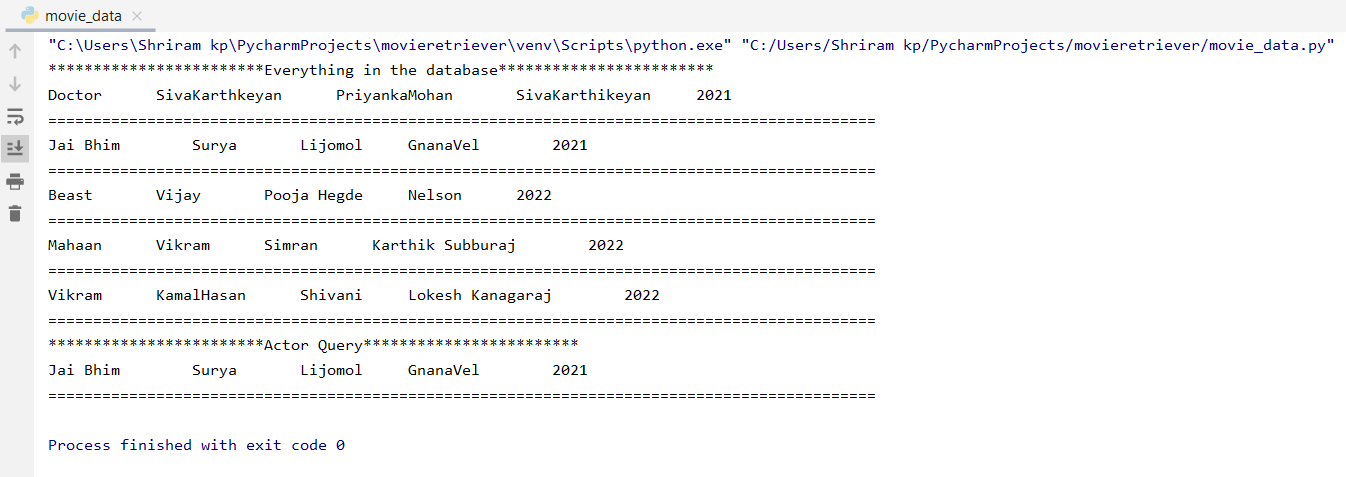 movie_data
"C:\Users\Shriram kp\PycharmProjects\movieretriever\venv\Scripts\python.exe" "C:/Users/Shriram kp/PycharmProjects/movieretriever/movie_data.py"
************************Everything in the database************************
Doctor      SivaKarthkeyan      PriyankaMohan       SivaKarthikeyan     2021
============================================================================================
Jai Bhim        Surya       Lijomol     GnanaVel        2021
============================================================================================
Beast       Vijay       Pooja Hegde     Nelson      2022
============================================================================================
Mahaan      Vikram      Simran      Karthik Subburaj        2022
============================================================================================
Vikram      KamalHasan      Shivani     Lokesh Kanagaraj        2022
============================================================================================
************************Actor Query************************
Jai Bhim        Surya       Lijomol     GnanaVel        2021
============================================================================================
Process finished with exit code 0